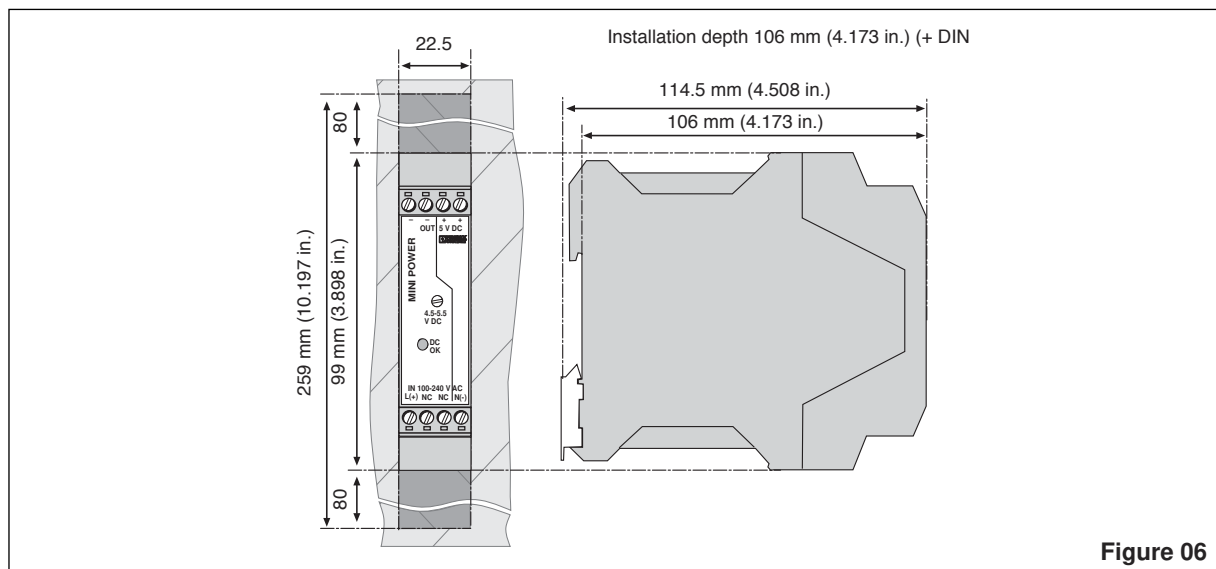 Installation depth 106 mm (4.173 in.) (+ DIN
22.5
114.5 mm (4.508 in.)
106 mm (4.173 in.)
80
259 mm (10.197 in.)
99 mm (3.898 in.)
– – + +
OUT 5 V DC
MINI POWER
4.5-5.5
V DC
DC
OK
IN 100-240 V AC
L(+) NC NC N(-)
80
Figure 06